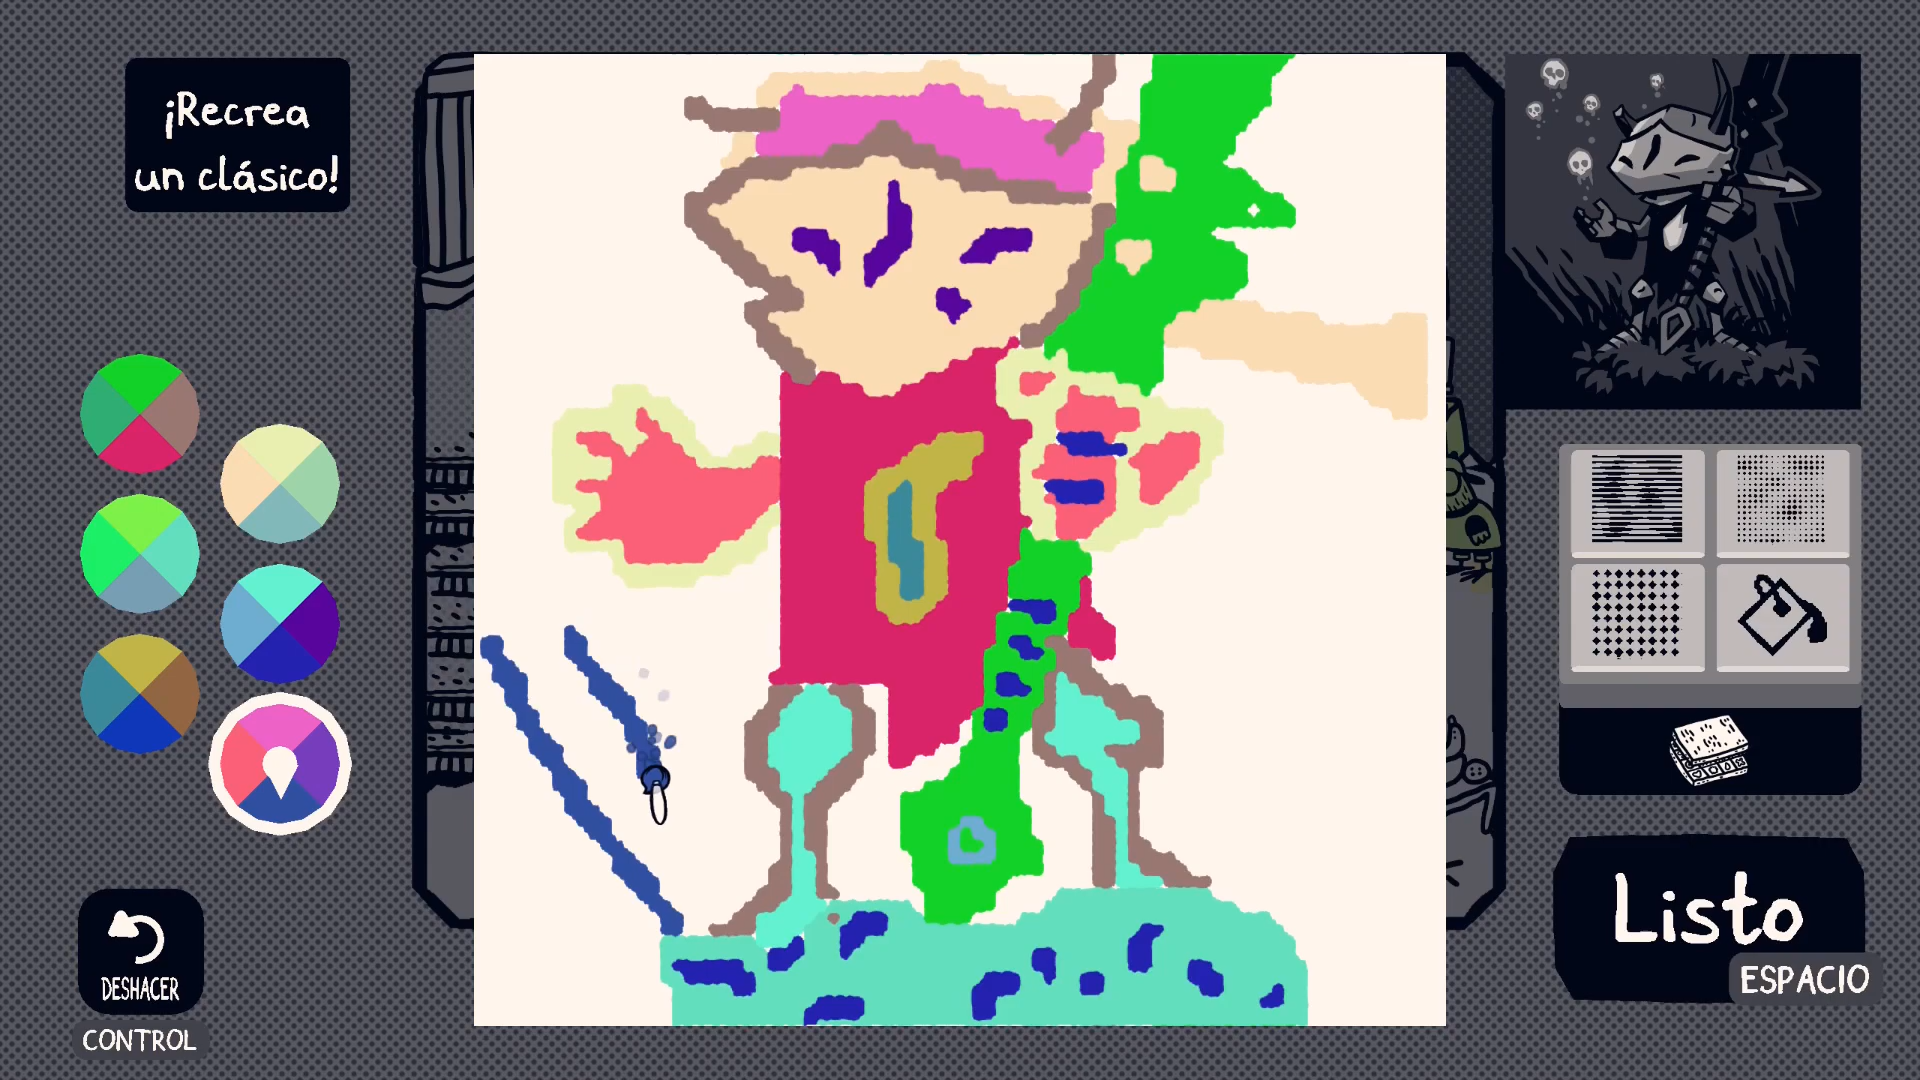 ¡Recrea
un clásico!
DESHACER
CONTROL
Listo
ESPACIO